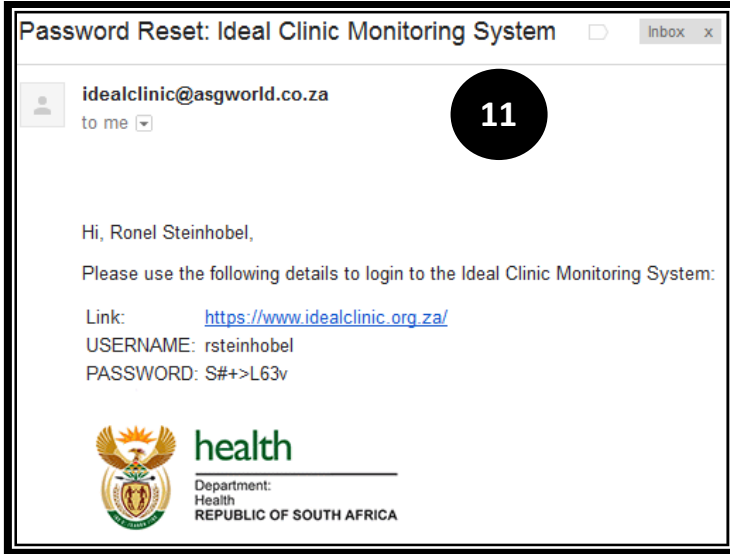 Password Reset: Ideal Clinic Monitoring System Inbox x
idealclinic@asgworld.co.za
to me
11
Hi, Ronel Steinhobel,
Please use the following details to login to the Ideal Clinic Monitoring System:
Link: https://www.idealclinic.org.za/
USERNAME: rsteinhobel
PASSWORD: S#+>L63v
health
Department:
Health
REPUBLIC OF SOUTH AFRICA